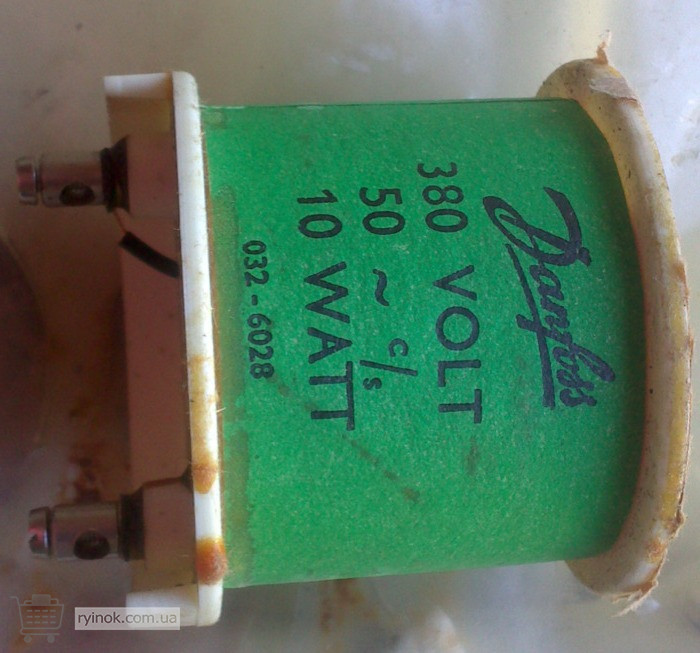 Danfoss
380 VOLT
50 ~ c/s
10 WATT
032-6028
ryinok.com.ua